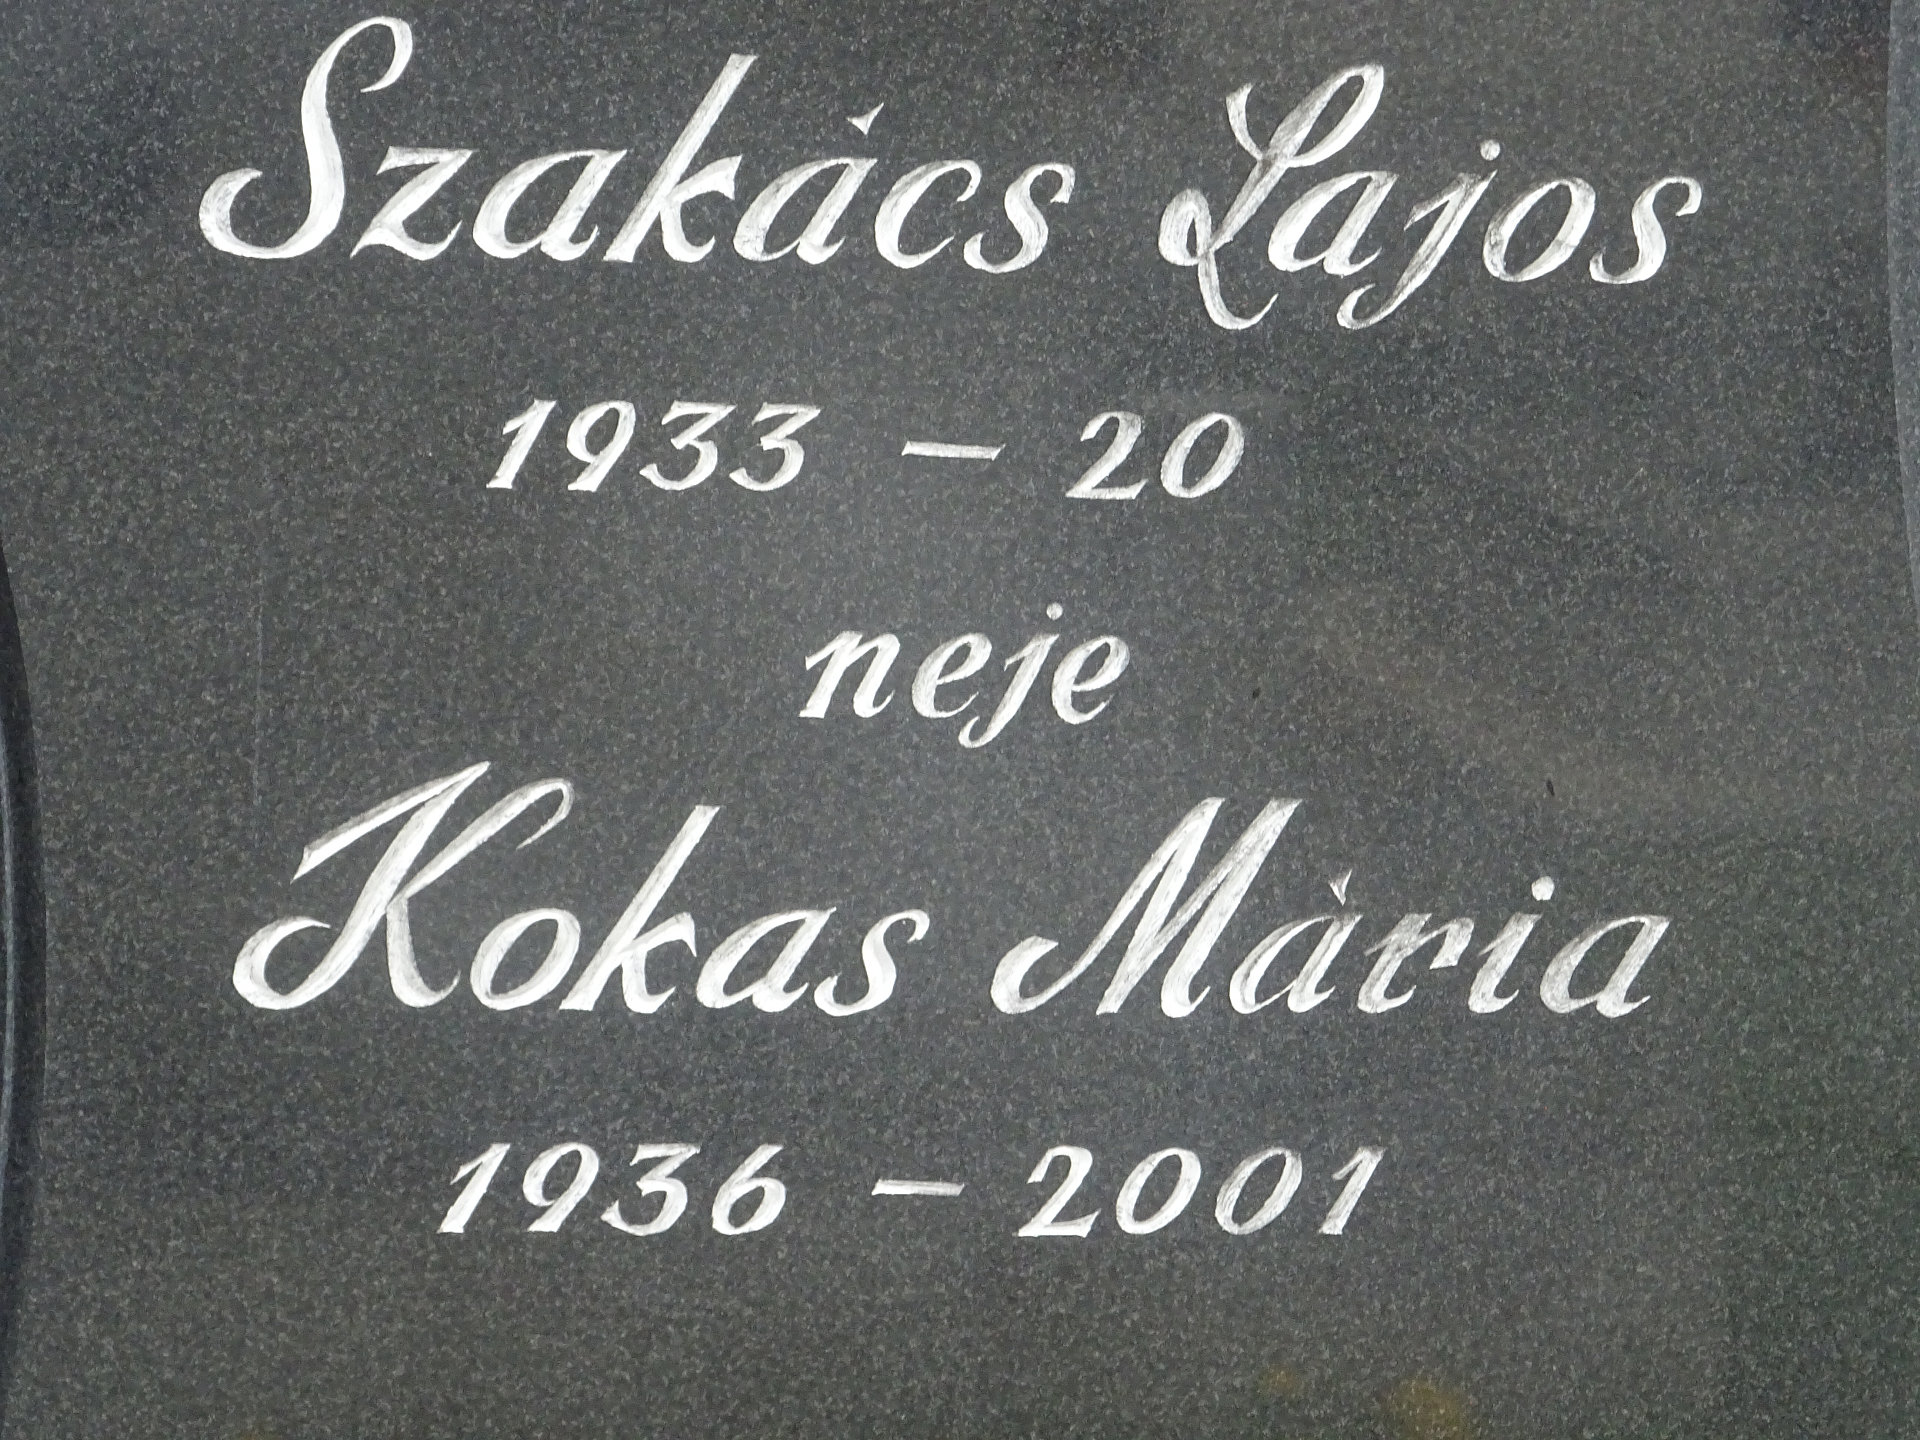 Szakács Lajos
1933 – 20
neje
Kokas Mária
1936 – 2001